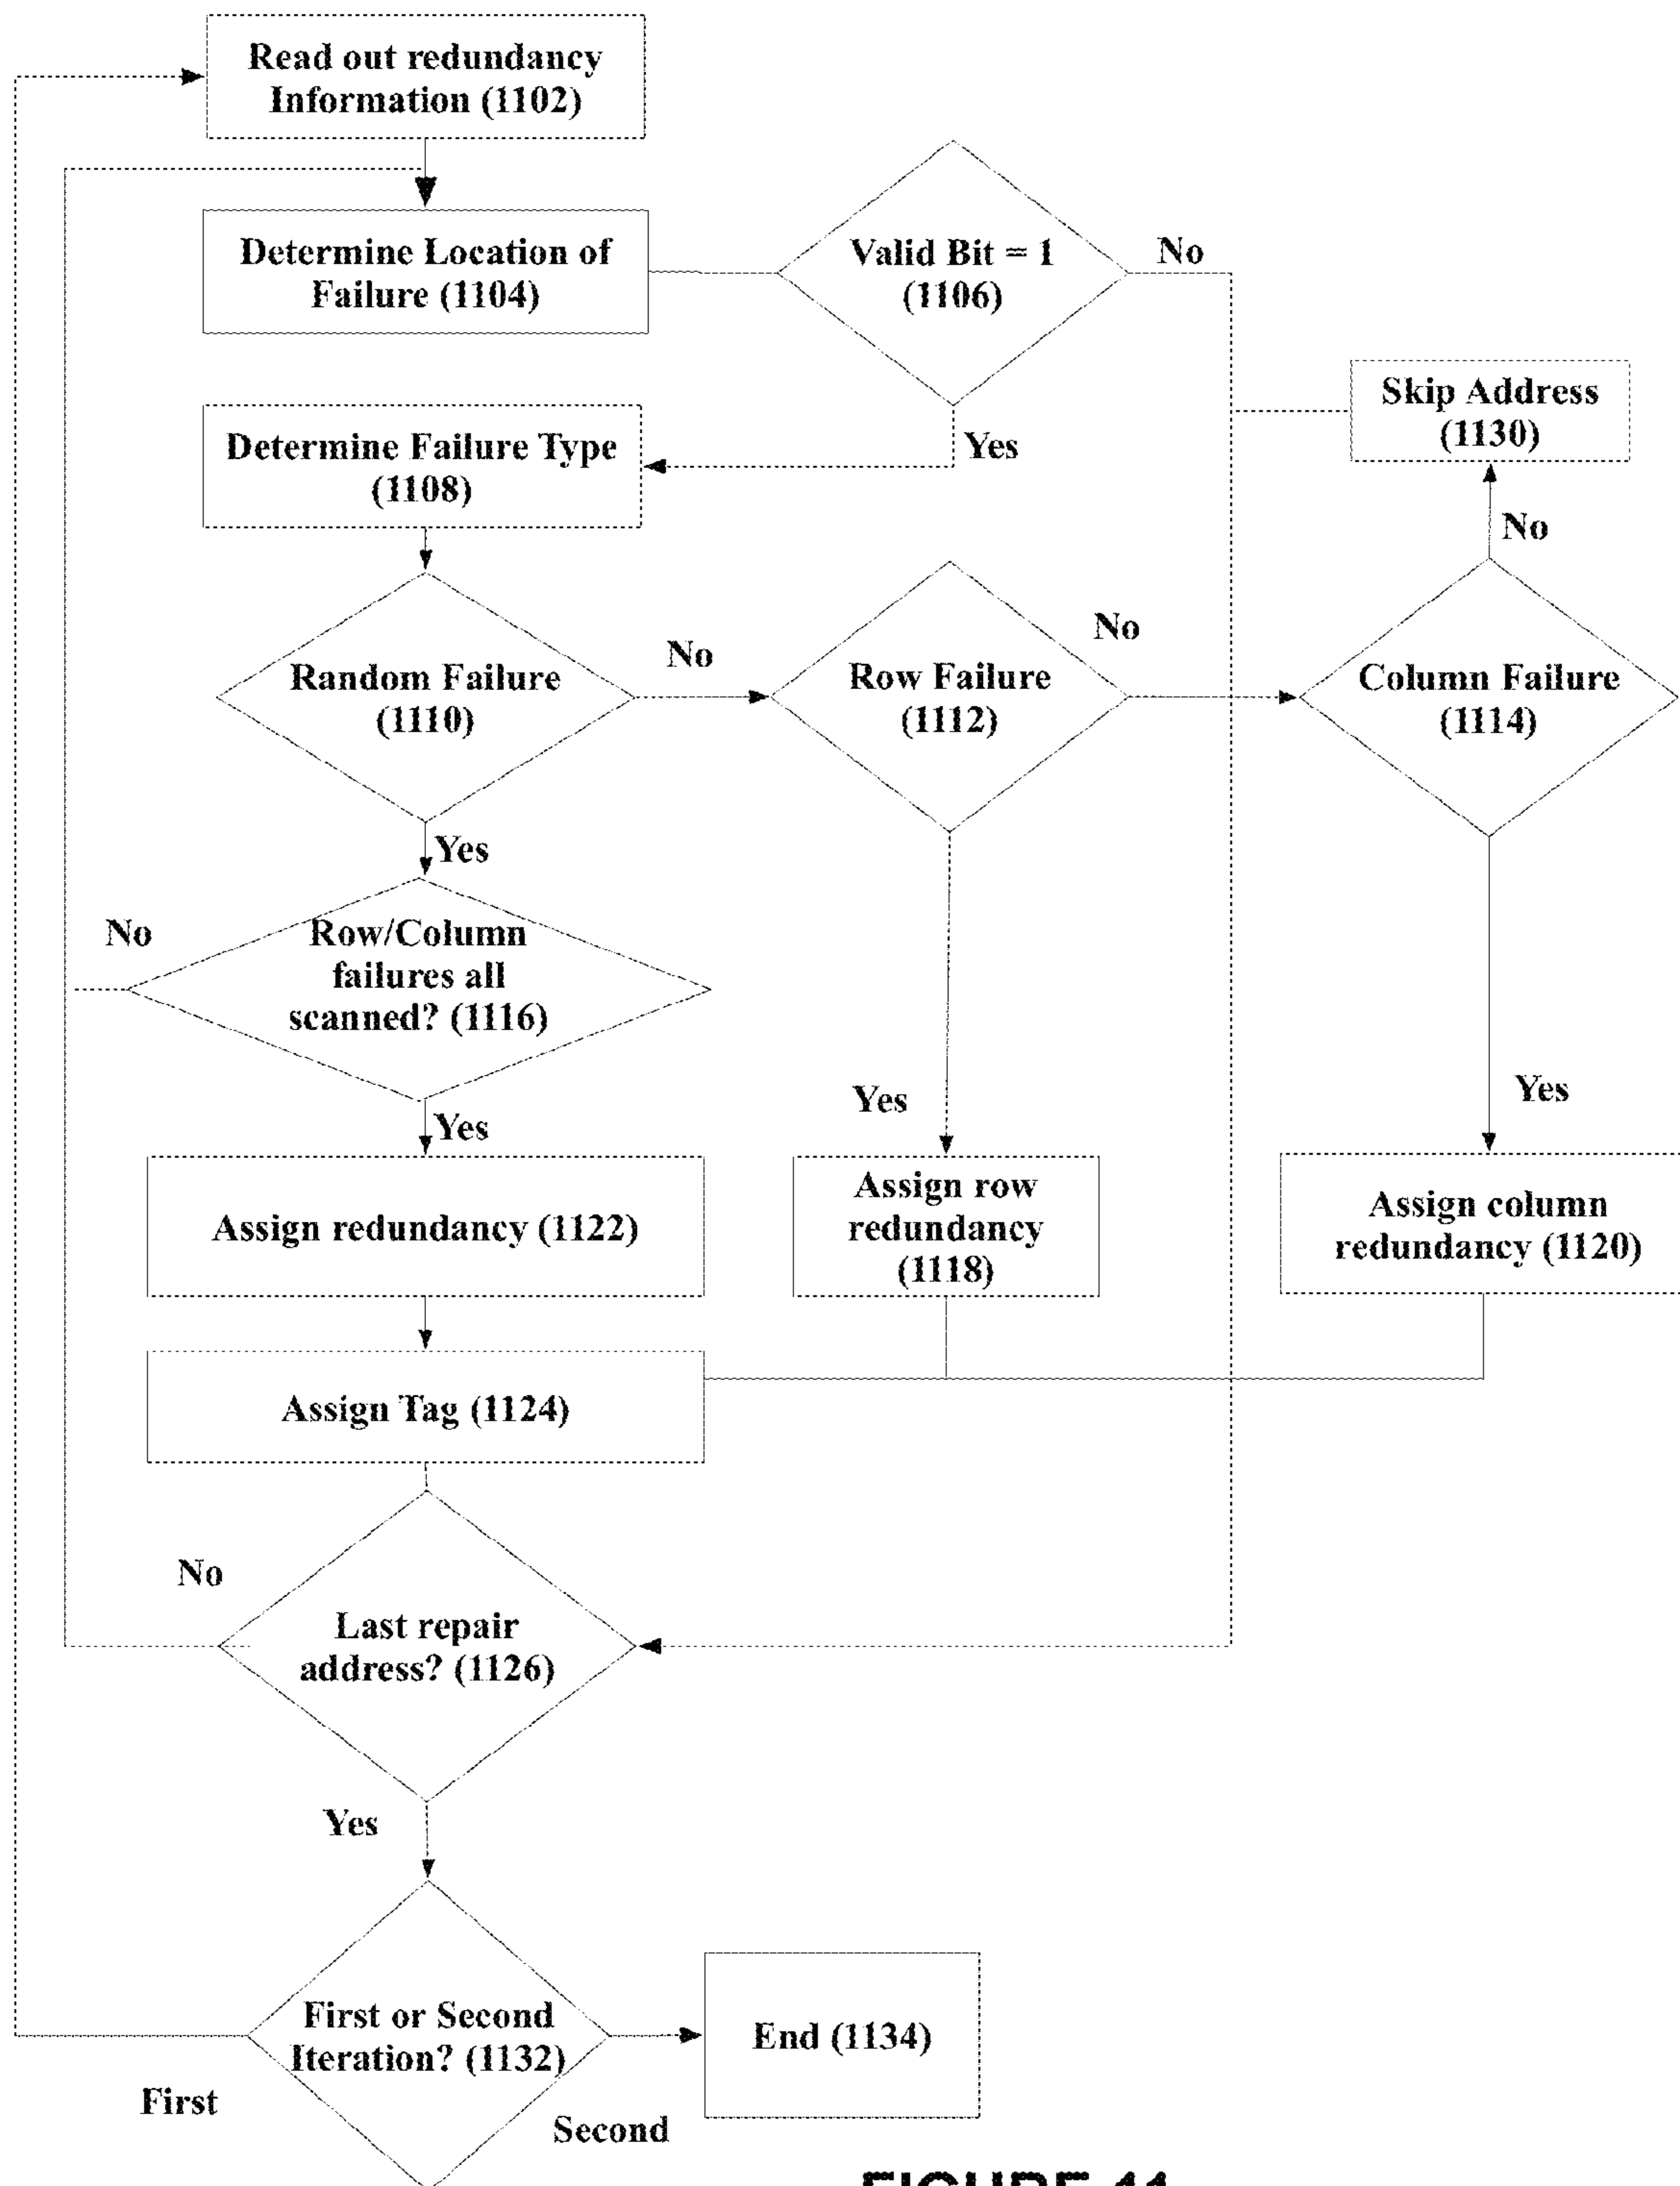 Read out redundancy
Information (1102)
Determine Location of
Failure (1104)
Valid Bit = 1
(1106)
No
Yes
Skip Address
(1130)
Determine Failure Type
(1108)
No
Random Failure
(1110)
No
Row Failure
(1112)
No
Column Failure
(1114)
Yes
No
Row/Column
failures all
scanned? (1116)
Yes
Yes
Yes
Assign redundancy (1122)
Assign row
redundancy
(1118)
Assign column
redundancy (1120)
Assign Tag (1124)
No
Last repair
address? (1126)
Yes
First or Second
Iteration? (1132)
End (1134)
First
Second
FIGURE 11